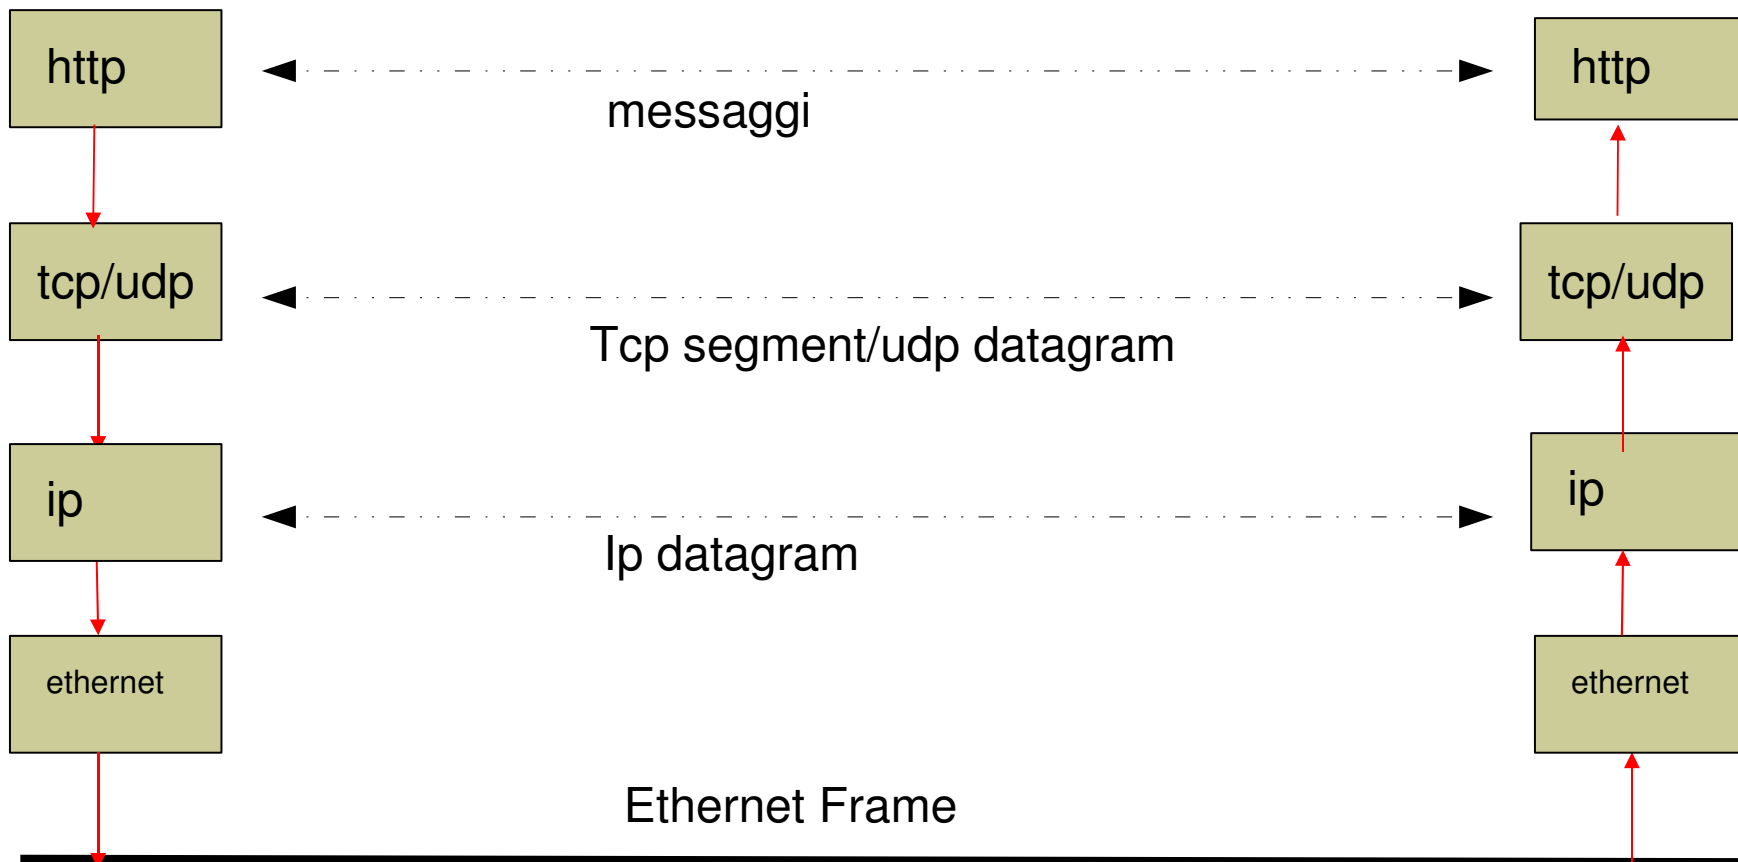 http
http
messaggi
tcp/udp
tcp/udp
Tcp segment/udp datagram
ip
ip
Ip datagram
ethernet
ethernet
Ethernet Frame